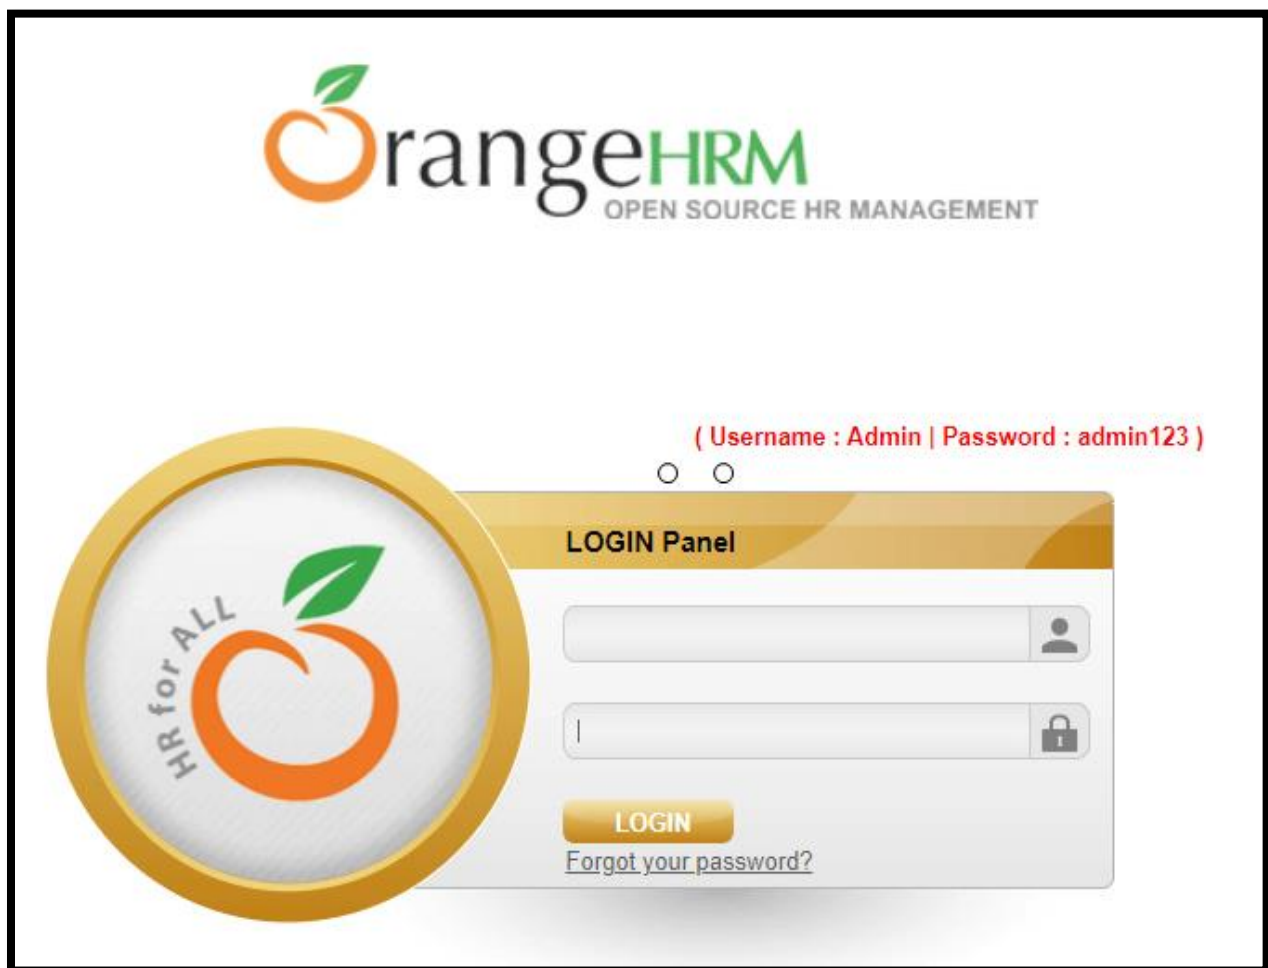 OrangeHRM
OPEN SOURCE HR MANAGEMENT
( Username : Admin | Password : admin123 )
LOGIN Panel
HR for ALL
LOGIN
Forgot your password?